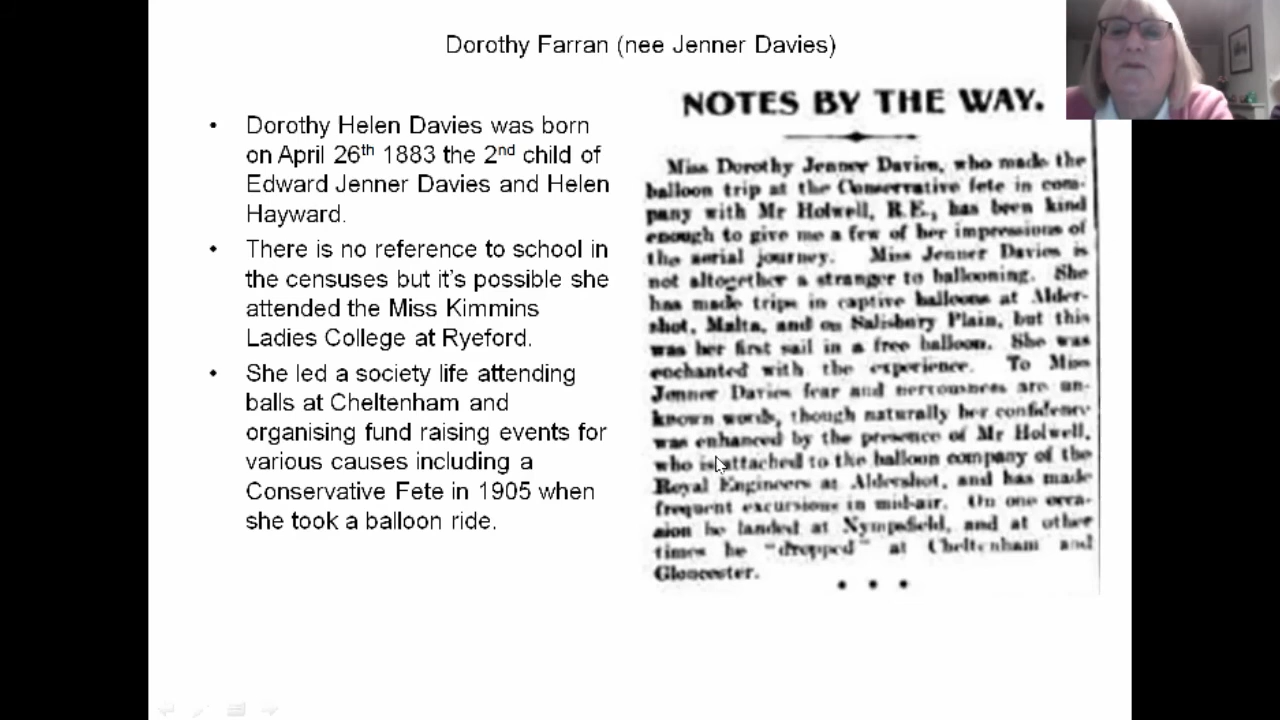 Dorothy Farran (nee Jenner Davies)
• Dorothy Helen Davies was born
on April 26th 1883 the 2nd child of
Edward Jenner Davies and Helen
Hayward.
• There is no reference to school in
the censuses but it's possible she
attended the Miss Kimmins
Ladies College at Ryeford.
• She led a society life attending
balls at Cheltenham and
organising fund raising events for
various causes including a
Conservative Fete in 1905 when
she took a balloon ride.
NOTES BY THE WAY.
Miss Dorothy Jenner Davies, who made the
balloon trip at the Conservative fete in com-
pany with Mr Holwell, R.E., has been kind
enough to give me a few of her impressions of
the aerial journey. Miss Jenner Davies is
not altogether a stranger to ballooning. She
has made trips in captive balloons at Alder-
shot, Malta, and on Salisbury Plain, but this
was her first sail in a free balloon. She was
enchanted with the experience. To Miss
Jenner Davies fear and nervousness are un-
known words, though naturally her confidence
was enhanced by the presence of Mr Holwell,
who is attached to the balloon company of the
Royal Engineers at Aldershot, and has made
frequent excursions in mid-air. On one occa-
sion he landed at Nympsfield, and at other
times he "dropped" at Cheltenham and
Gloucester.